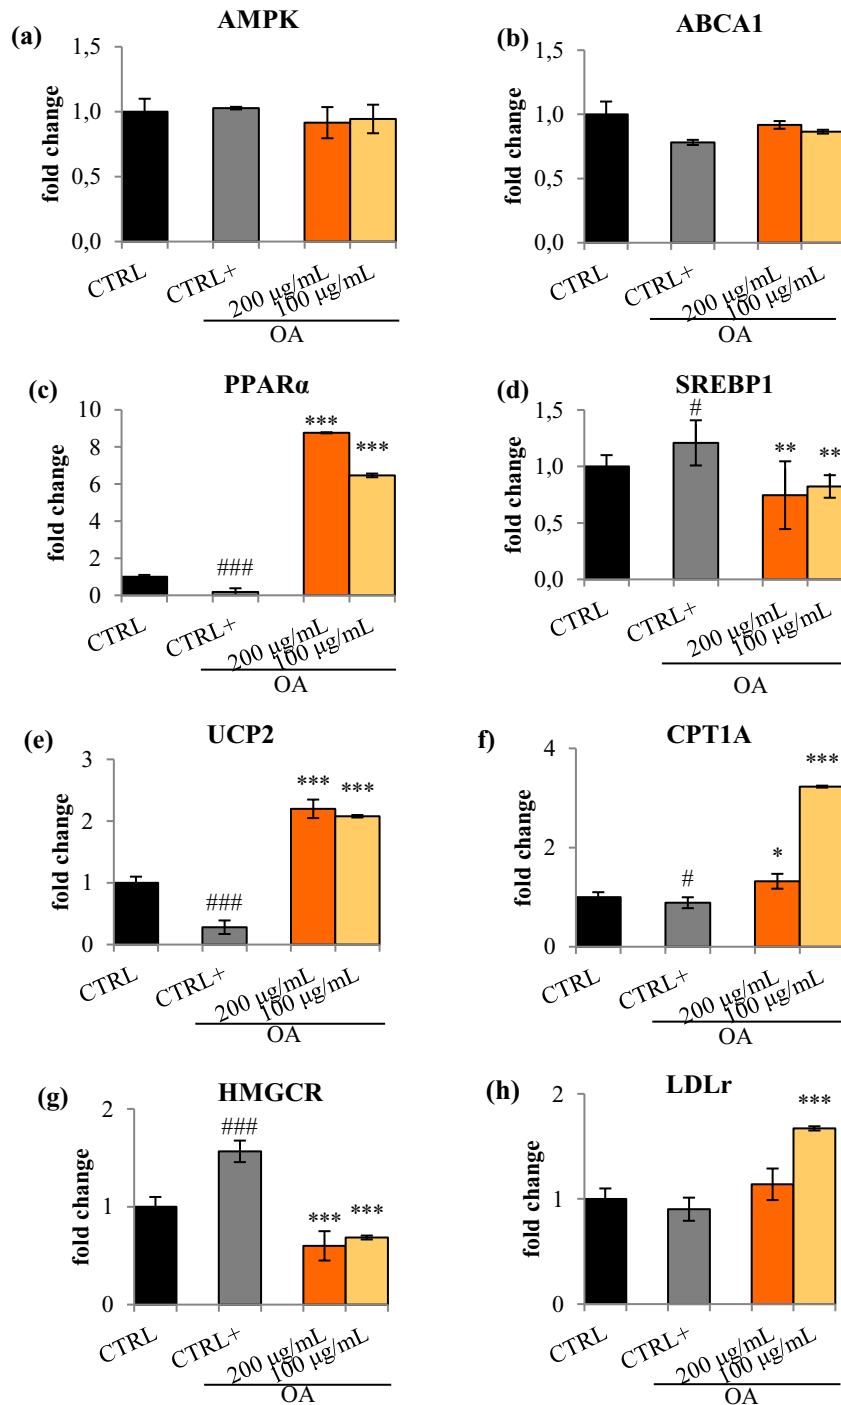 (a) AMPK
fold change
1,5
1,0
0,5
0,0
CTRL
CTRL+
200 μg/mL
100 μg/mL
OA
(b) ABCA1
fold change
1,5
1,0
0,5
0,0
CTRL
CTRL+
200 μg/mL
100 μg/mL
OA
(c) PPARα
fold change
10
8
6
4
2
0
###
***
***
CTRL
CTRL+
200 μg/mL
100 μg/mL
OA
(d) SREBP1
fold change
1,5
1,0
0,5
0,0
#
**
**
CTRL
CTRL+
200 μg/mL
100 μg/mL
OA
(e) UCP2
fold change
3
2
1
0
###
***
***
CTRL
CTRL+
200 μg/mL
100 μg/mL
OA
f) CPT1A
fold change
4
2
0
#
*
***
CTRL
CTRL+
200 μg/mL
100 μg/mL
OA
(g) HMGCR
fold change
2
1
0
###
***
***
CTRL
CTRL+
200 μg/mL
100 μg/mL
OA
(h) LDLr
fold change
2
1
0
***
CTRL
CTRL+
200 μg/mL
100 μg/mL
OA